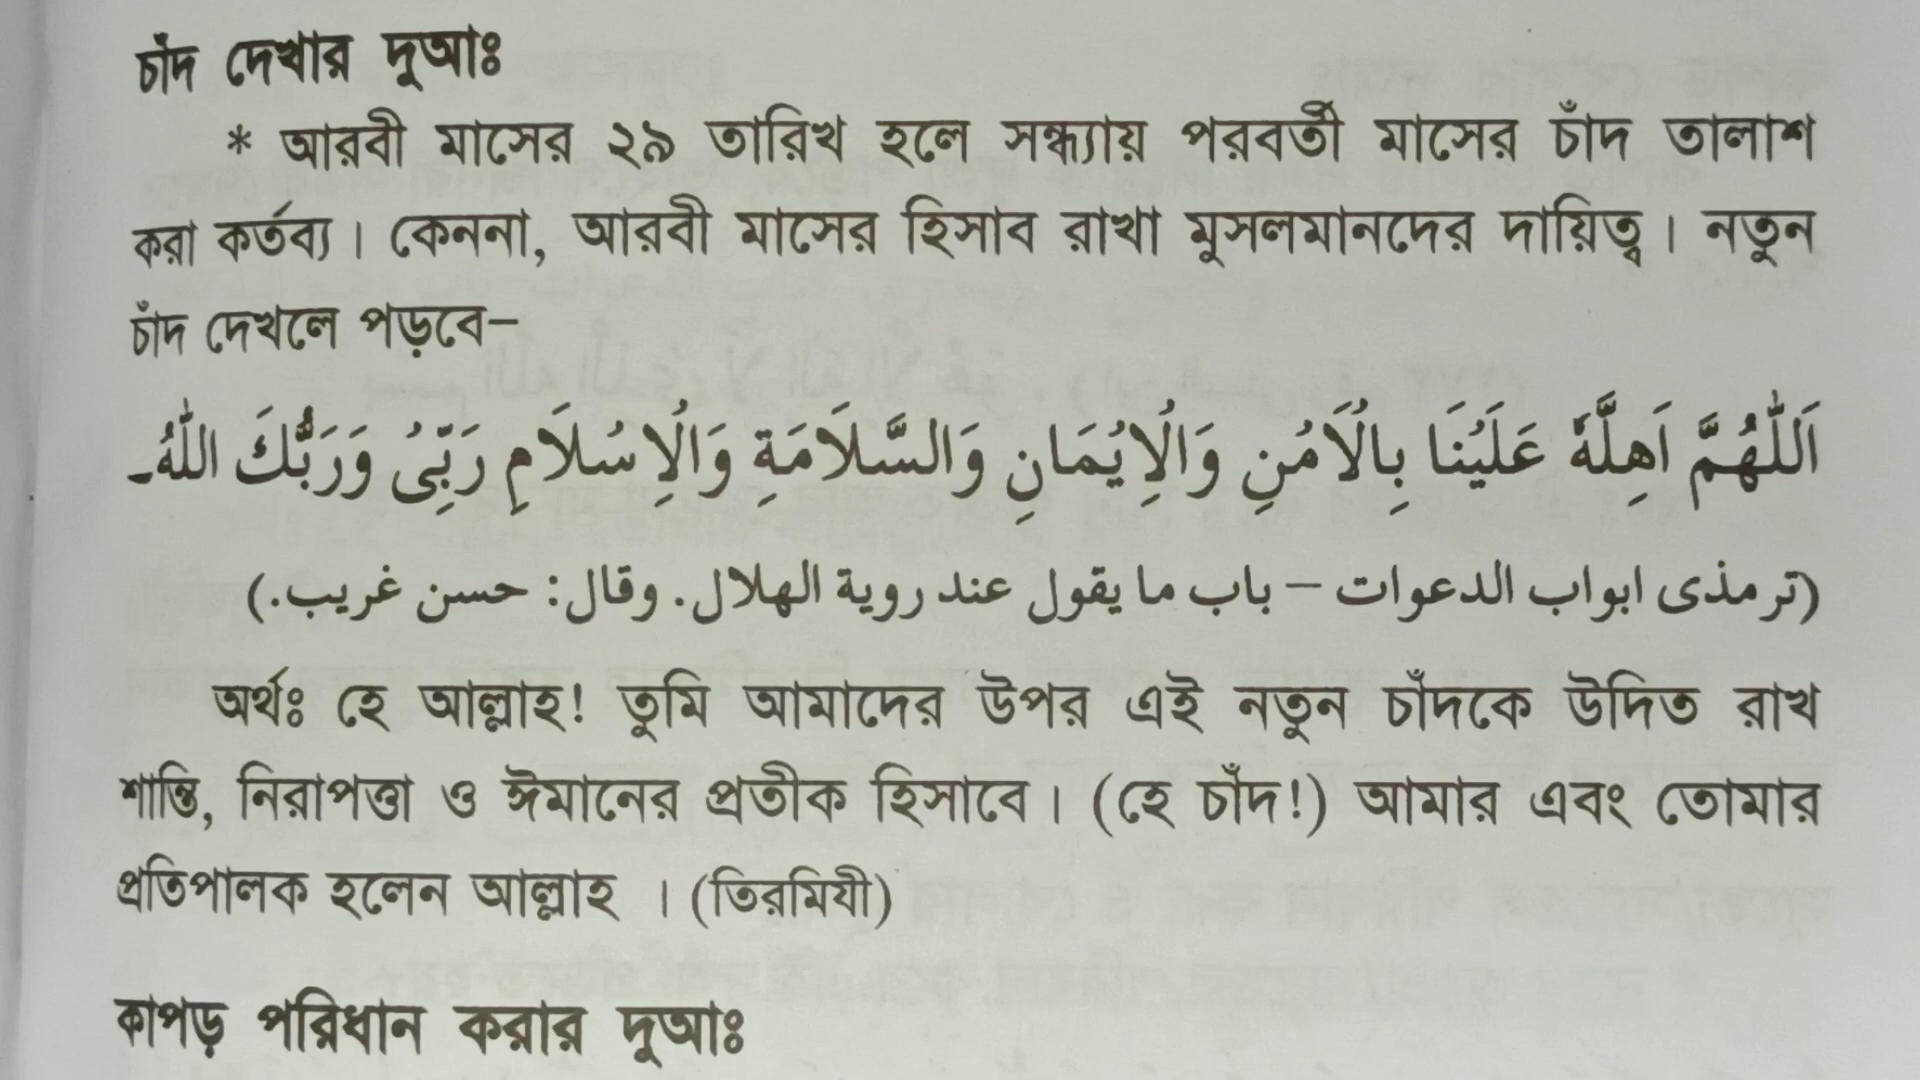 চাঁদ দেখার দুআঃ
* আরবী মাসের ২৯ তারিখ হলে সন্ধ্যায় পরবর্তী মাসের চাঁদ তালাশ
করা কর্তব্য। কেননা, আরবী মাসের হিসাব রাখা মুসলমানদের দায়িত্ব। নতুন
চাঁদ দেখলে পড়বে–
اَللّٰهُمَّ اَهِلَّهٗ عَلَيْنَا بِالْاَمْنِ وَالْاِيْمَانِ وَالسَّلَامَةِ وَالْاِسْلَامِ رَبِّىْ وَرَبُّكَ اللّٰهُ۔
(ترمذى ابواب الدعوات – باب ما يقول عند روية الهلال. وقال: حسن غريب.)
অর্থঃ হে আল্লাহ! তুমি আমাদের উপর এই নতুন চাঁদকে উদিত রাখ
শান্তি, নিরাপত্তা ও ঈমানের প্রতীক হিসাবে। (হে চাঁদ!) আমার এবং তোমার
প্রতিপালক হলেন আল্লাহ । (তিরমিযী)
কাপড় পরিধান করার দুআঃ